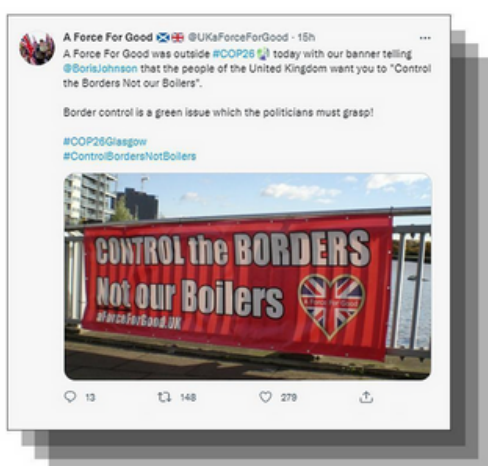 A Force For Good @UKaForceForGood · 15h
A Force For Good was outside #COP26 today with our banner telling
@BorisJohnson that the people of the United Kingdom want you to "Control
the Borders Not our Boilers".
Border control is a green issue which the politicians must grasp!
#COP26Glasgow
#ControlBordersNotBoilers
CONTROL the BORDERS
Not our Boilers
aForceForGood.UK
A Force For Good
13 148 279